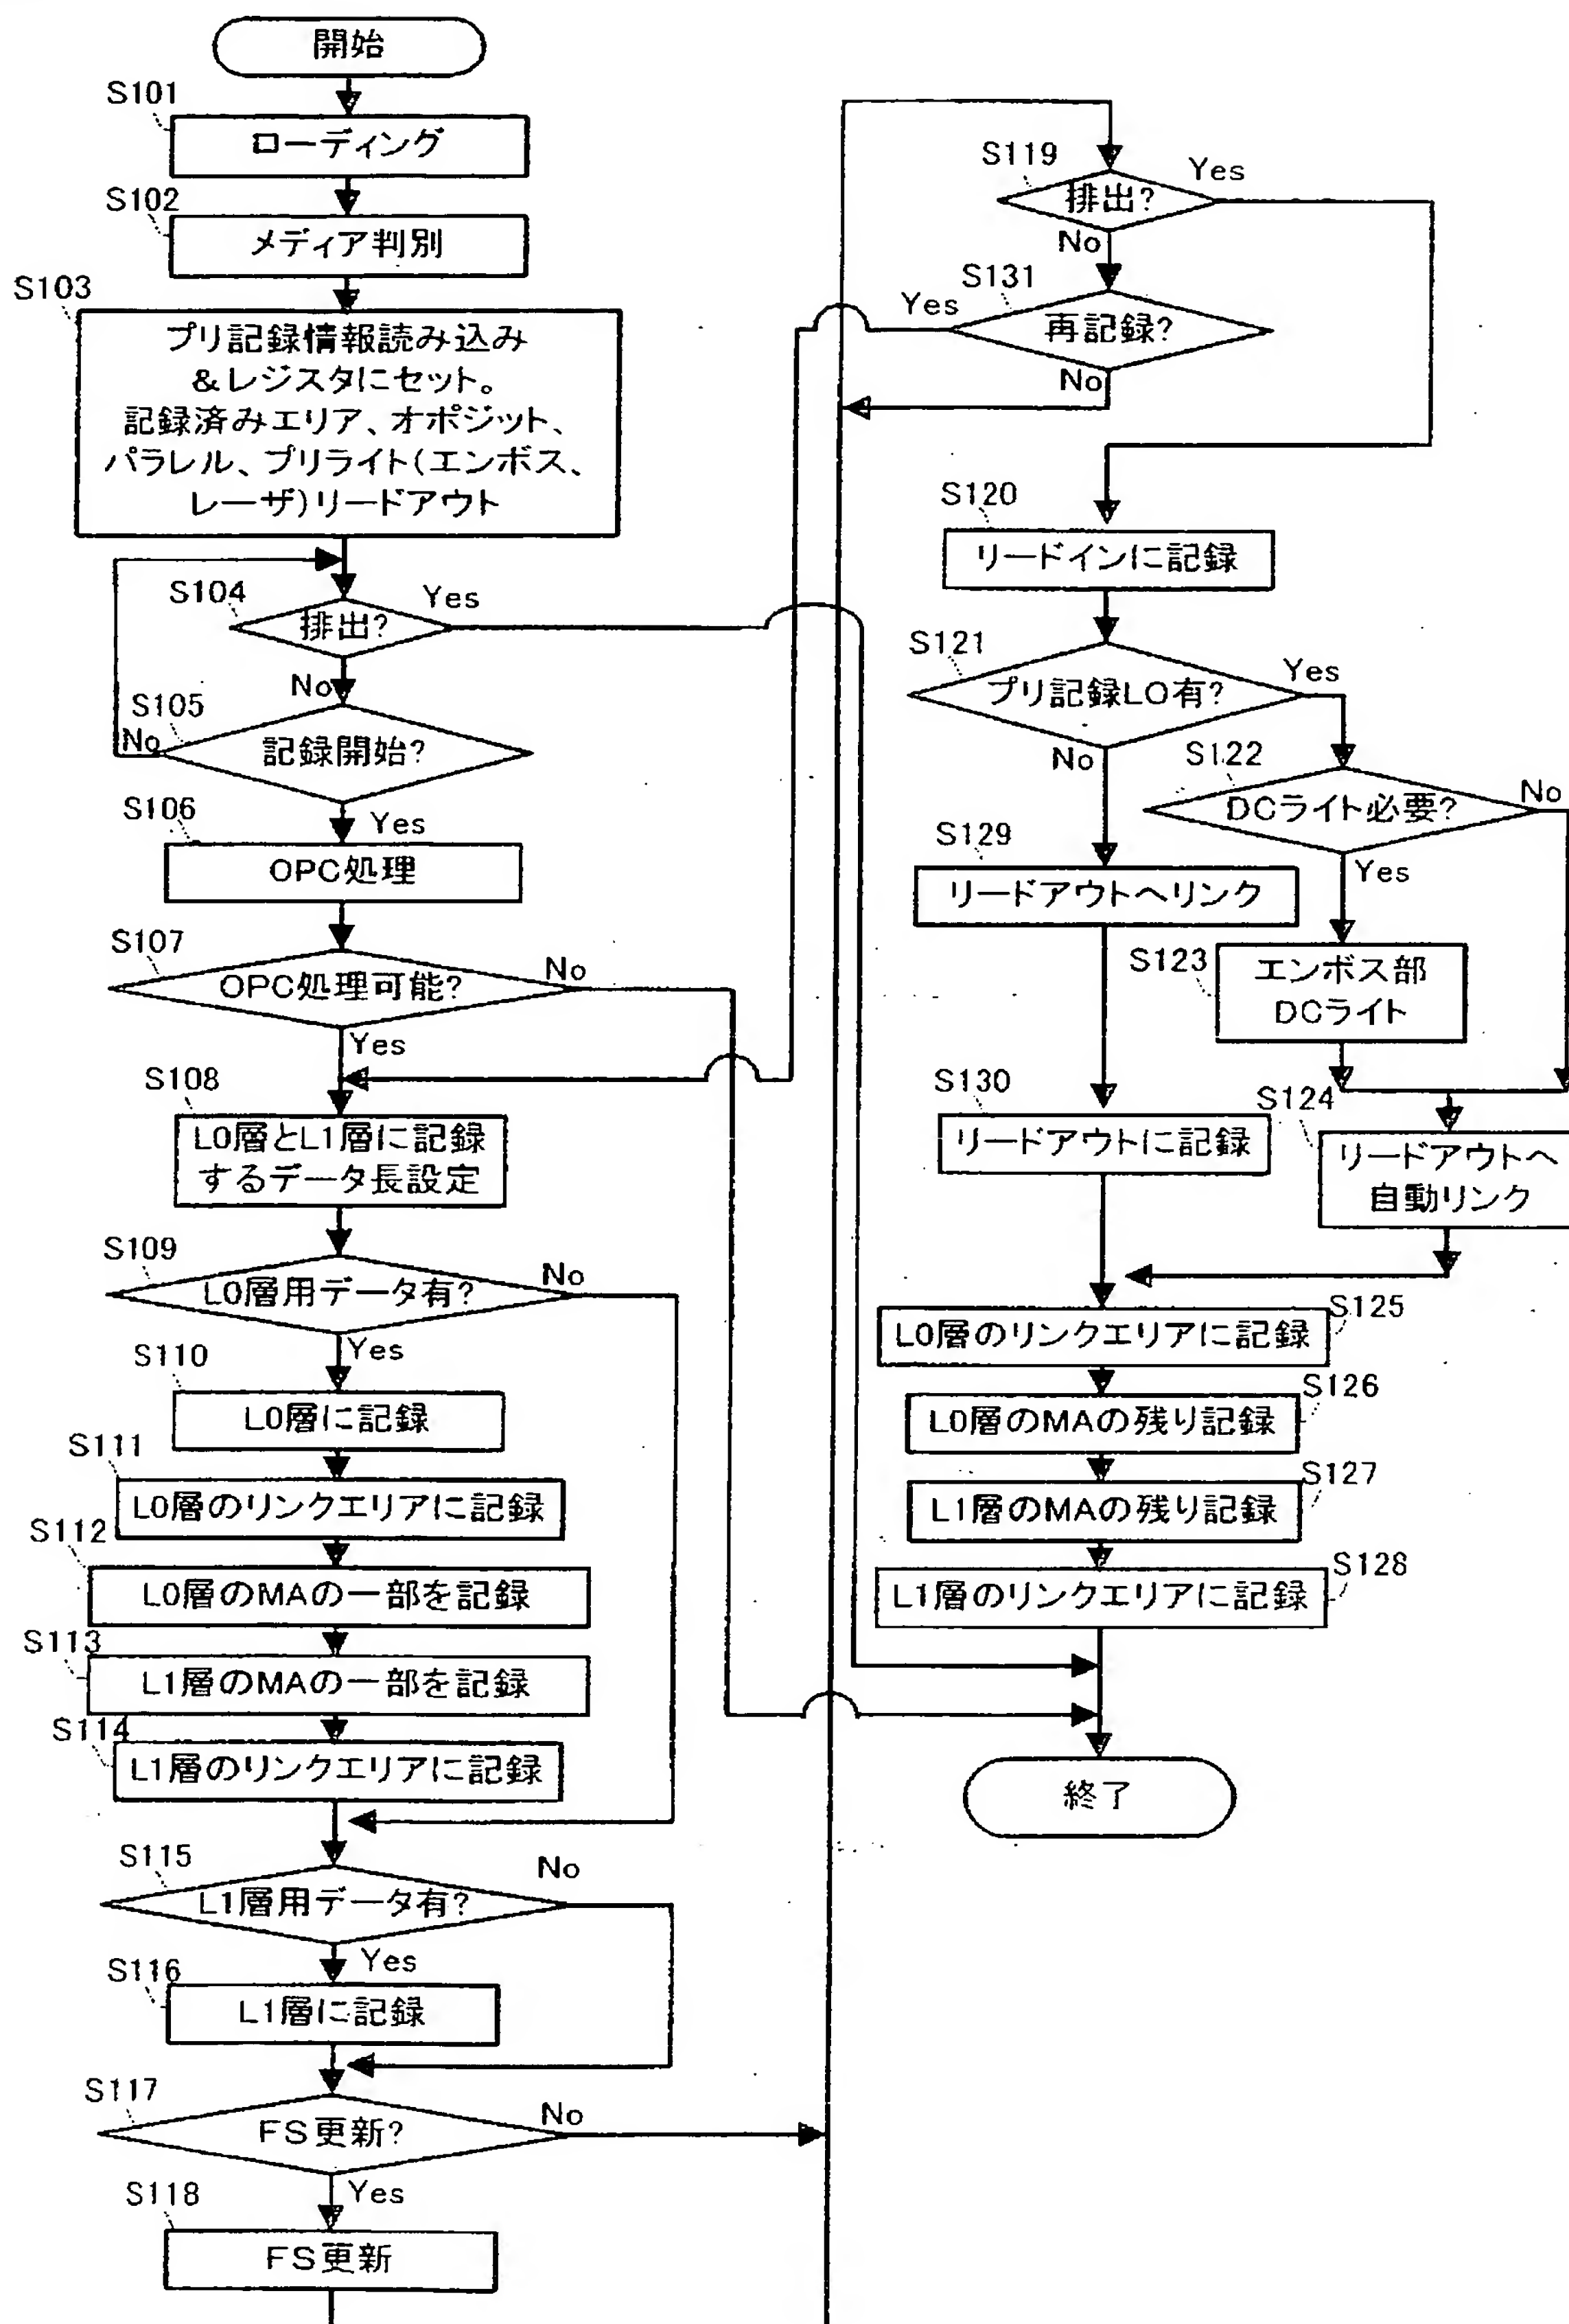 開始
S101
ローディング
S102
メディア判別
S103
プリ記録情報読み込み
&レジスタにセット。
記録済みエリア、オポジット、
パラレル、プリライト(エンボス、
レーザ)リードアウト
S104
排出?
Yes
No
S105
記録開始?
No
Yes
S106
OPC処理
S107
OPC処理可能?
No
Yes
S108
L0層とL1層に記録
するデータ長設定
S109
L0層用データ有?
No
Yes
S110
L0層に記録
S111
L0層のリンクエリアに記録
S112
L0層のMAの一部を記録
S113
L1層のMAの一部を記録
S114
L1層のリンクエリアに記録
S115
L1層用データ有?
No
Yes
S116
L1層に記録
S117
FS更新?
No
Yes
S118
FS更新
S119
排出?
Yes
No
S131
再記録?
Yes
No
S120
リードインに記録
S121
プリ記録LO有?
Yes
No
S122
DCライト必要?
No
Yes
S129
リードアウトへリンク
S123
エンボス部
DCライト
S130
リードアウトに記録
S124
リードアウトへ
自動リンク
S125
L0層のリンクエリアに記録
S126
L0層のMAの残り記録
S127
L1層のMAの残り記録
S128
L1層のリンクエリアに記録
終了